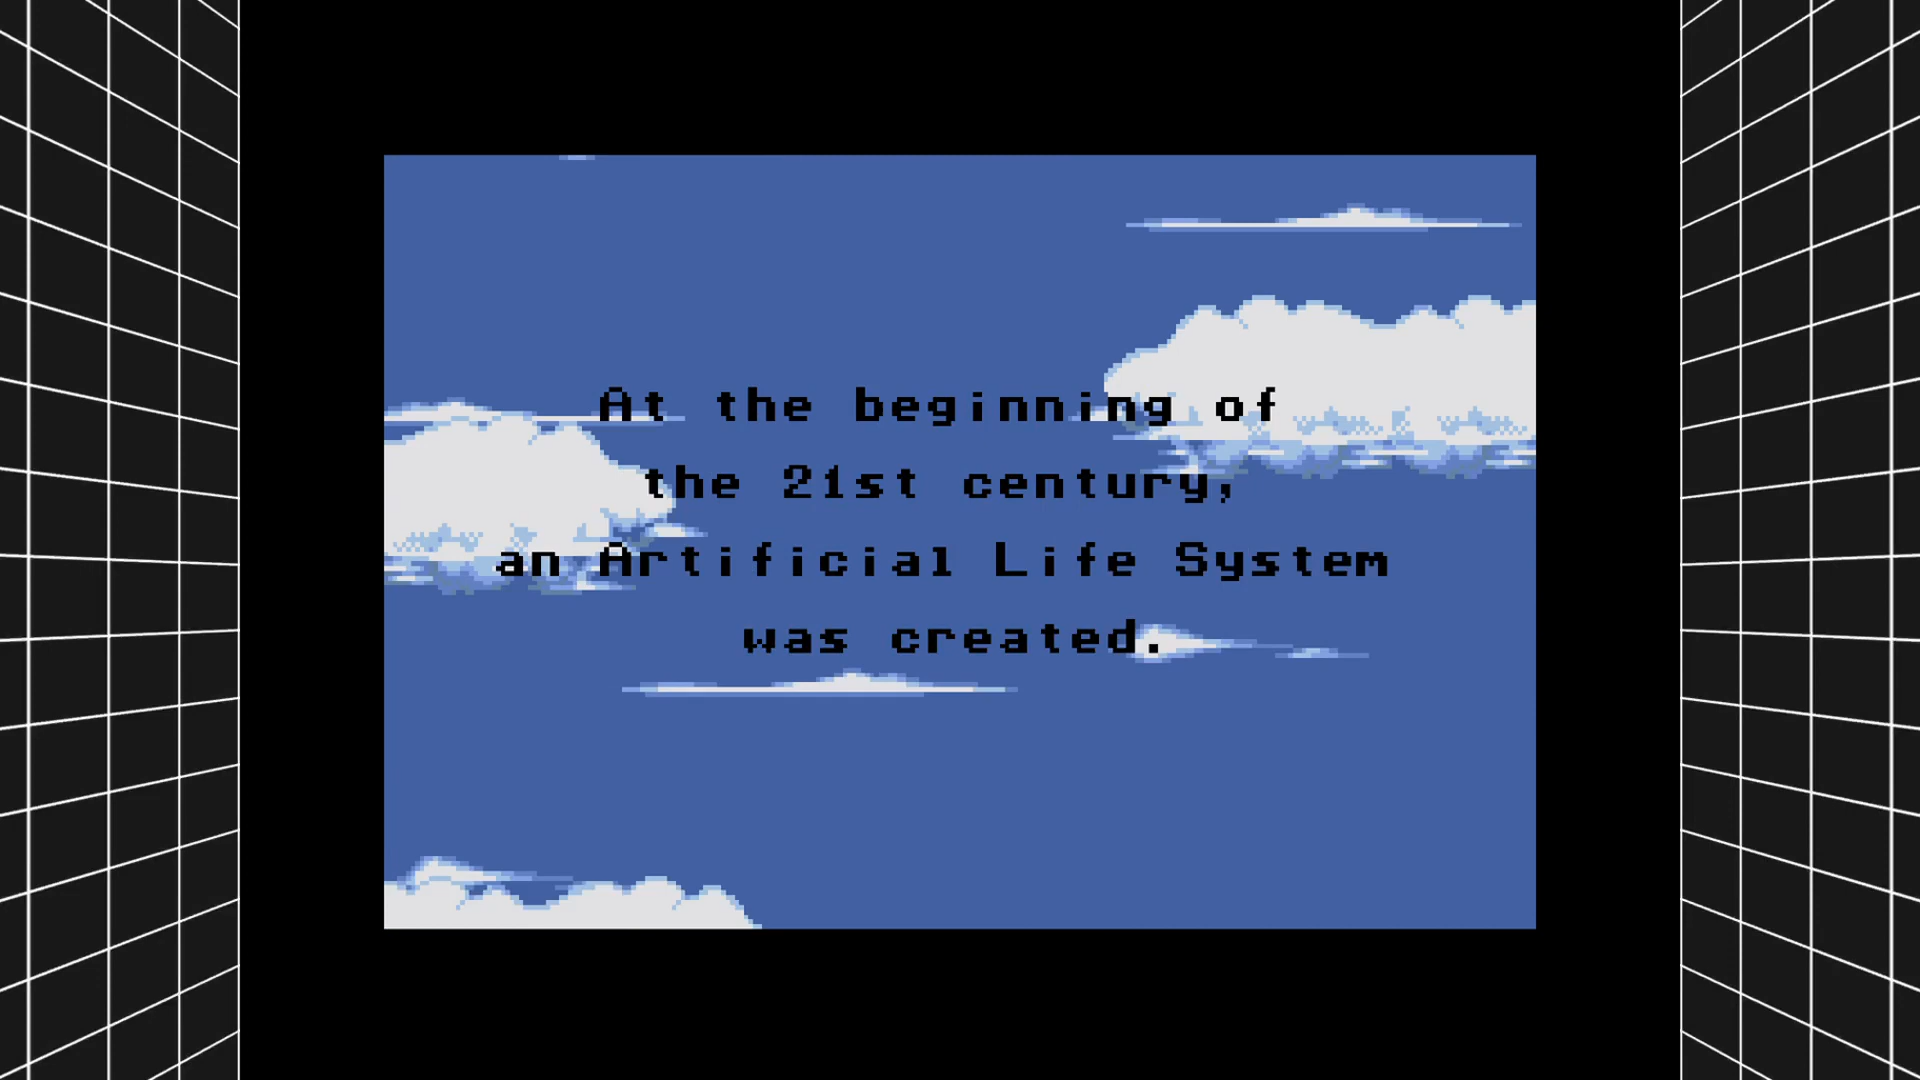 At the beginning of
the 21st century,
an Artificial Life System
was created.